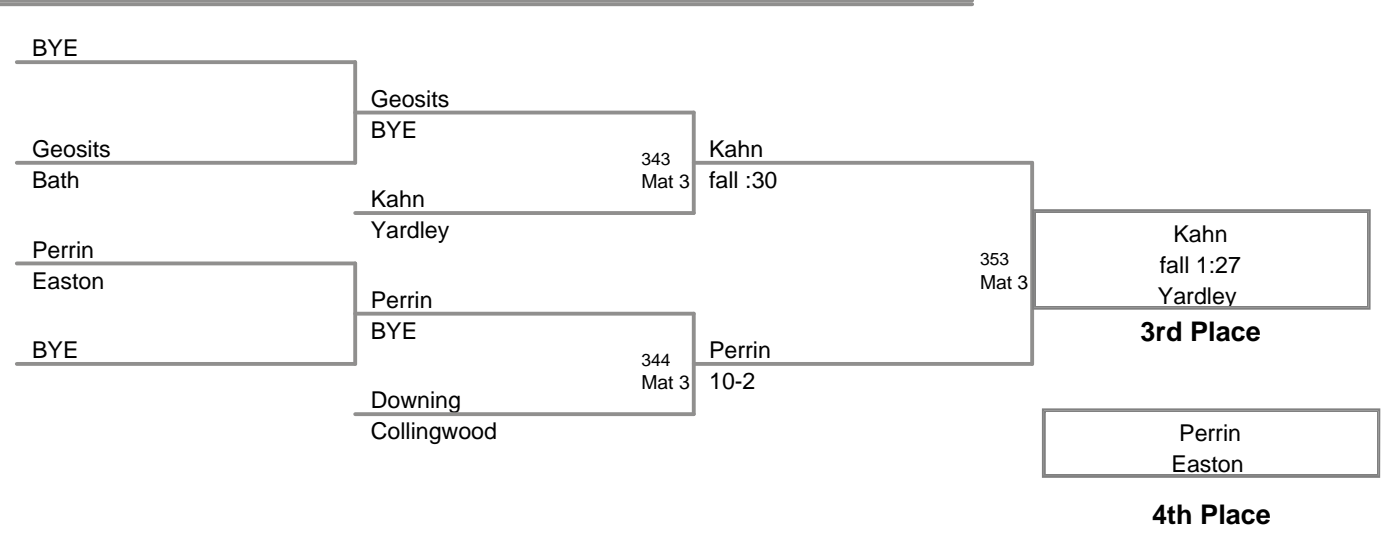 BYE
Geosits
BYE
Geosits
Bath
343
Mat 3
Kahn
fall :30
Kahn
Yardley
Perrin
Easton
353
Mat 3
Kahn
fall 1:27
Yardley
3rd Place
Perrin
BYE
BYE
344
Mat 3
Perrin
10-2
Downing
Collingwood
Perrin
Easton
4th Place